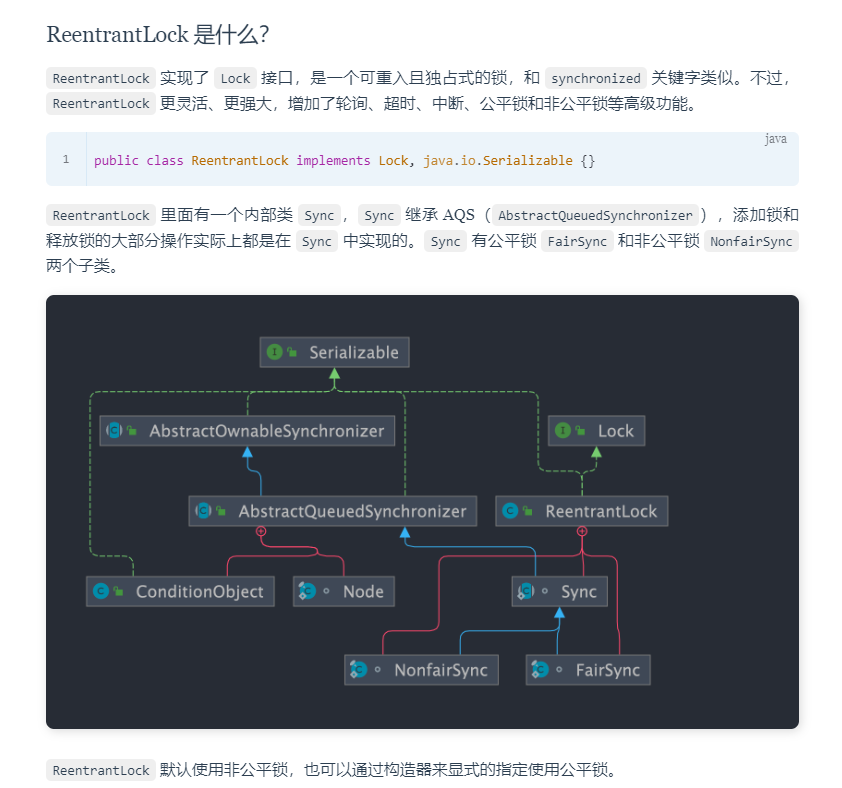 ReentrantLock 是什么？
ReentrantLock 实现了 Lock 接口，是一个可重入且独占式的锁，和 synchronized 关键字类似。不过，
ReentrantLock 更灵活、更强大，增加了轮询、超时、中断、公平锁和非公平锁等高级功能。
java
1 public class ReentrantLock implements Lock, java.io.Serializable {}
ReentrantLock 里面有一个内部类 Sync ，Sync 继承 AQS（AbstractQueuedSynchronizer），添加锁和
释放锁的大部分操作实际上都是在 Sync 中实现的。Sync 有公平锁 FairSync 和非公平锁 NonfairSync
两个子类。
I Serializable
C AbstractOwnableSynchronizer
I Lock
C AbstractQueuedSynchronizer
C ReentrantLock
C ConditionObject
C Node
C Sync
C NonfairSync
C FairSync
ReentrantLock 默认使用非公平锁，也可以通过构造器来显式的指定使用公平锁。